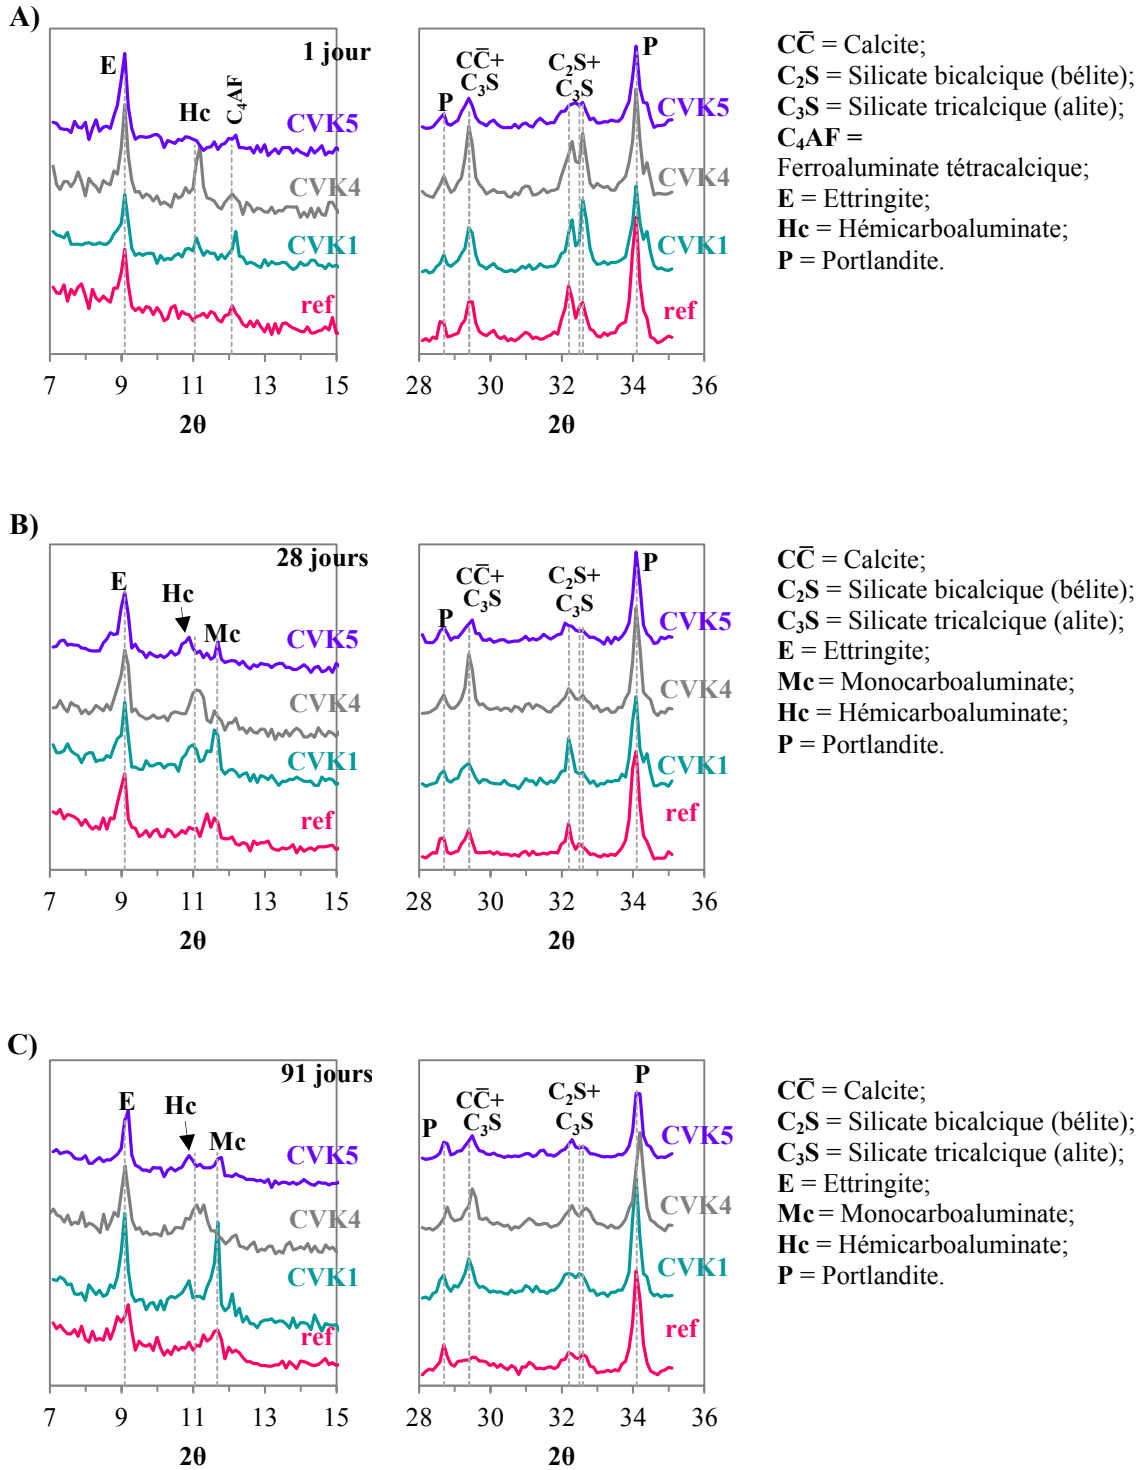 A)
1 jour
E
Hc
C₄AF
CVK5
CVK4
CVK1
ref
7 9 11 13 15
2θ
P
CC̅+
C₃S
C₂S+
C₃S
P
CVK5
CVK4
CVK1
ref
28 30 32 34 36
2θ
CC̅ = Calcite;
C₂S = Silicate bicalcique (bélite);
C₃S = Silicate tricalcique (alite);
C₄AF =
Ferroaluminate tétracalcique;
E = Ettringite;
Hc = Hémicarboaluminate;
P = Portlandite.
B)
28 jours
E
Hc
Mc
CVK5
CVK4
CVK1
ref
7 9 11 13 15
2θ
P
CC̅+
C₃S
C₂S+
C₃S
P
CVK5
CVK4
CVK1
ref
28 30 32 34 36
2θ
CC̅ = Calcite;
C₂S = Silicate bicalcique (bélite);
C₃S = Silicate tricalcique (alite);
E = Ettringite;
Mc = Monocarboaluminate;
Hc = Hémicarboaluminate;
P = Portlandite.
C)
91 jours
E
Hc
Mc
CVK5
CVK4
CVK1
ref
7 9 11 13 15
2θ
P
CC̅+
C₃S
C₂S+
C₃S
P
CVK5
CVK4
CVK1
ref
28 30 32 34 36
2θ
CC̅ = Calcite;
C₂S = Silicate bicalcique (bélite);
C₃S = Silicate tricalcique (alite);
E = Ettringite;
Mc = Monocarboaluminate;
Hc = Hémicarboaluminate;
P = Portlandite.